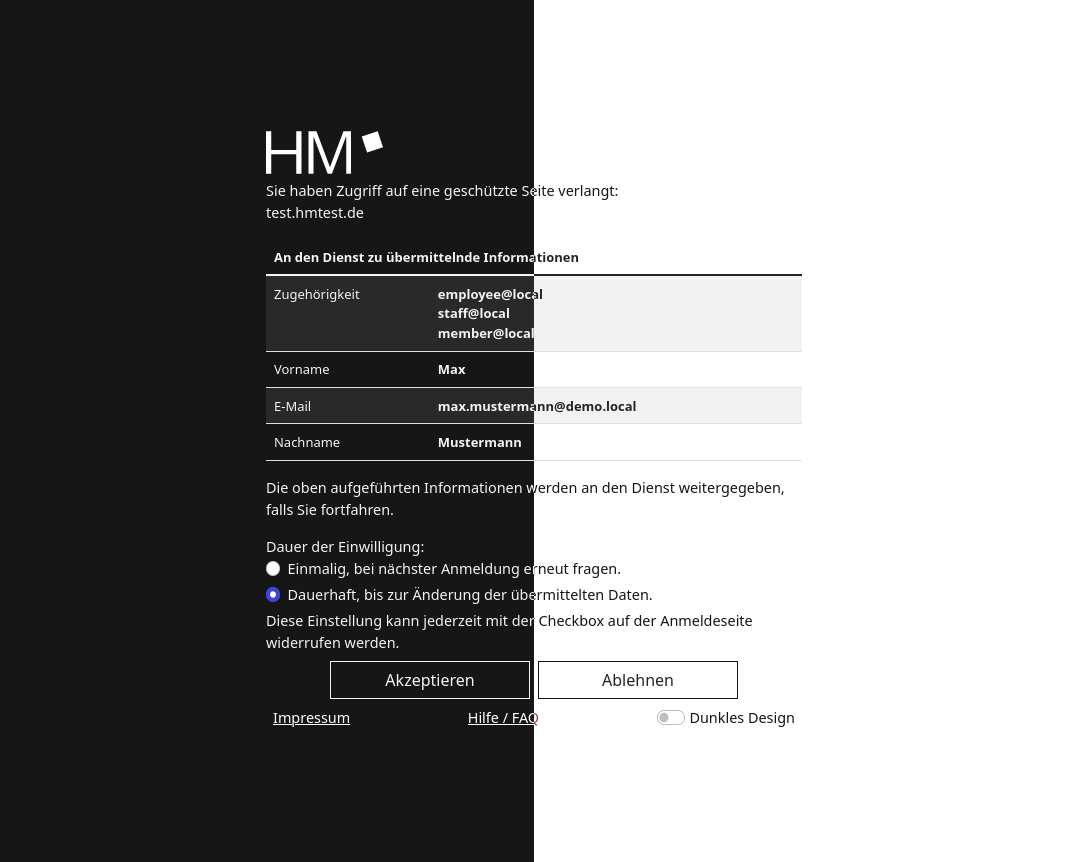 HM
Sie haben Zugriff auf eine geschützte Seite verlangt:
test.hmtest.de
An den Dienst zu übermittelnde Informationen
Zugehörigkeit employee@local
staff@local
member@local
Vorname Max
E-Mail max.mustermann@demo.local
Nachname Mustermann
Die oben aufgeführten Informationen werden an den Dienst weitergegeben,
falls Sie fortfahren.
Dauer der Einwilligung:
Einmalig, bei nächster Anmeldung erneut fragen.
Dauerhaft, bis zur Änderung der übermittelten Daten.
Diese Einstellung kann jederzeit mit der Checkbox auf der Anmeldeseite
widerrufen werden.
Akzeptieren Ablehnen
Impressum Hilfe / FAQ Dunkles Design